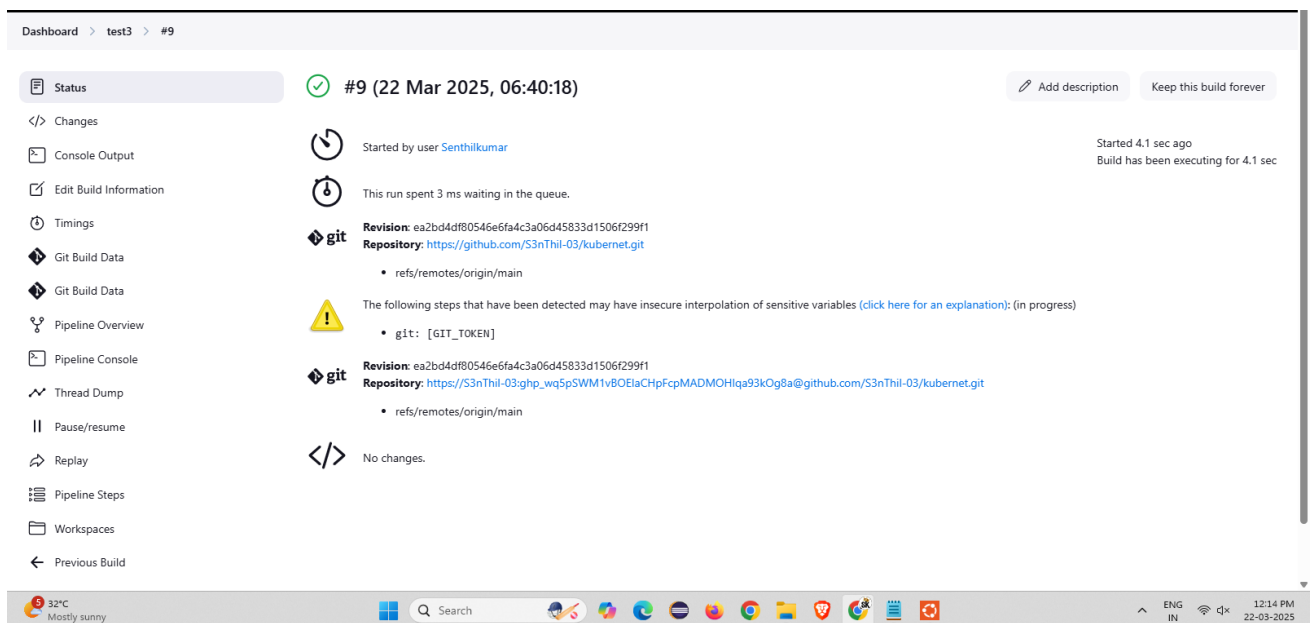 Dashboard > test3 > #9
Status
Changes
Console Output
Edit Build Information
Timings
Git Build Data
Git Build Data
Pipeline Overview
Pipeline Console
Thread Dump
Pause/resume
Replay
Pipeline Steps
Workspaces
Previous Build
#9 (22 Mar 2025, 06:40:18)
Add description
Keep this build forever
Started by user Senthilkumar
Started 4.1 sec ago
Build has been executing for 4.1 sec
This run spent 3 ms waiting in the queue.
git
Revision: ea2bd4df80546e6fa4c3a06d45833d1506f299f1
Repository: https://github.com/S3nThil-03/kubernet.git
refs/remotes/origin/main
The following steps that have been detected may have insecure interpolation of sensitive variables (click here for an explanation): (in progress)
git: [GIT_TOKEN]
git
Revision: ea2bd4df80546e6fa4c3a06d45833d1506f299f1
Repository: https://S3nThil-03:ghp_wq5pSWM1vBOEIaCHpFcpMADMOHIqa93kOg8a@github.com/S3nThil-03/kubernet.git
refs/remotes/origin/main
No changes.
5
32°C
Mostly sunny
Search
ENG
IN
12:14 PM
22-03-2025